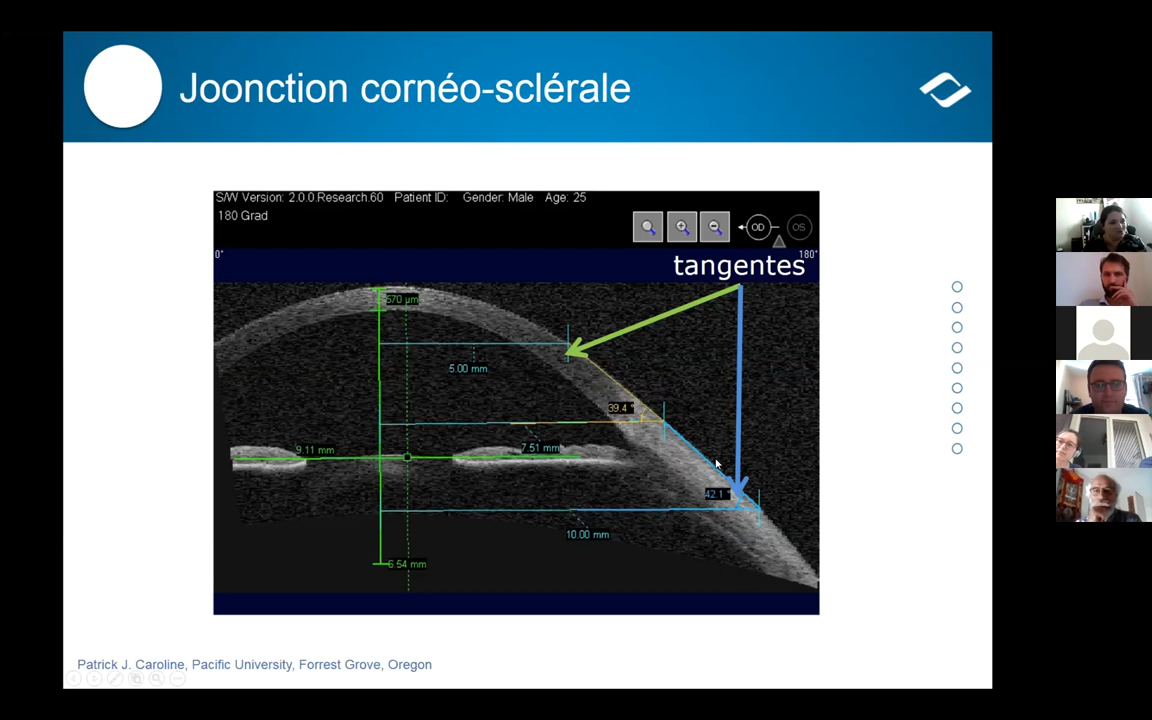 Joonction cornéo-sclérale
S/W Version: 2.0.0.Research.60 Patient ID: Gender: Male Age: 25
180 Grad
OD
OS
0°
180°
tangentes
570 µm
5.00 mm
39.4 °
9.11 mm
7.51 mm
42.1 °
10.00 mm
6.54 mm
Patrick J. Caroline, Pacific University, Forrest Grove, Oregon